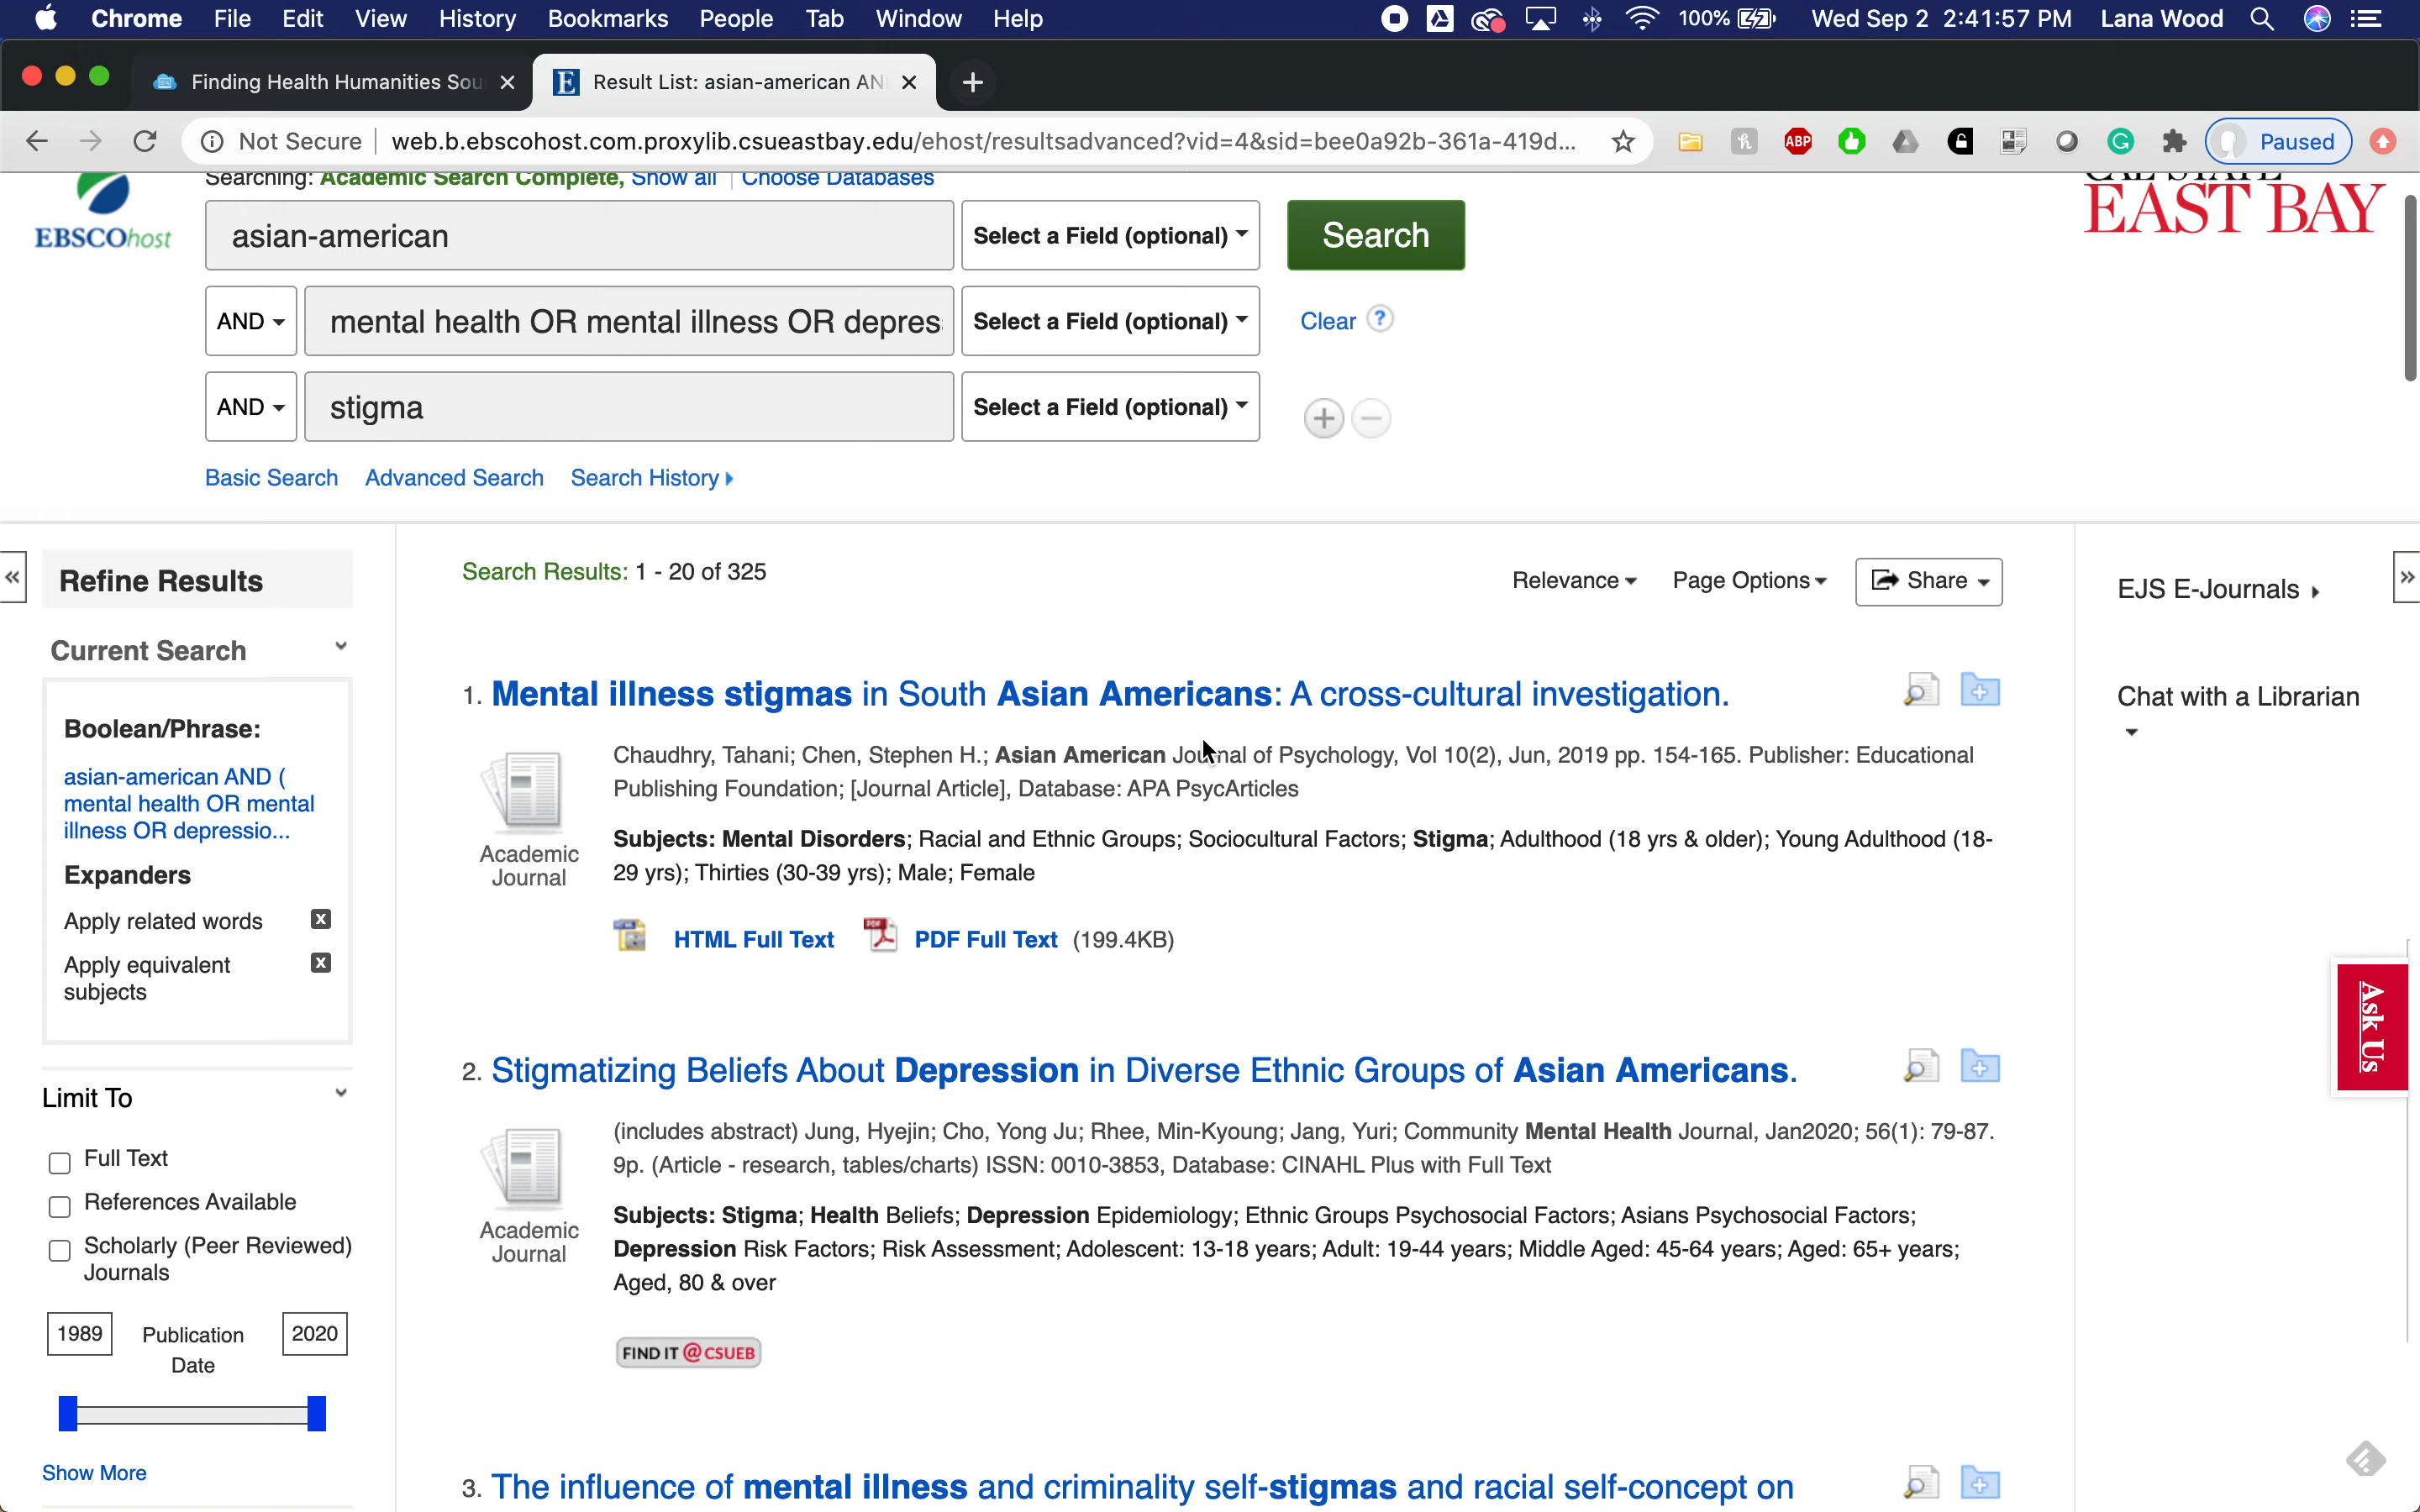 Chrome File Edit View History Bookmarks People Tab Window Help 100% Wed Sep 2 2:41:57 PM Lana Wood
Finding Health Humanities Sou
Result List: asian-american AN
Not Secure web.b.ebscohost.com.proxylib.csueastbay.edu/ehost/resultsadvanced?vid=4&sid=bee0a92b-361a-419d...
ABP
Paused
Searching: Academic Search Complete, Show all Choose Databases
CAL STATE
EAST BAY
EBSCOhost
asian-american Select a Field (optional) Search
AND mental health OR mental illness OR depres Select a Field (optional) Clear ?
AND stigma Select a Field (optional)
Basic Search Advanced Search Search History
Refine Results
Current Search
Boolean/Phrase:
asian-american AND (
mental health OR mental
illness OR depressio...
Expanders
Apply related words
Apply equivalent
subjects
Limit To
Full Text
References Available
Scholarly (Peer Reviewed)
Journals
1989 Publication 2020
Date
Show More
Search Results: 1 - 20 of 325
Relevance Page Options Share
1. Mental illness stigmas in South Asian Americans: A cross-cultural investigation.
Chaudhry, Tahani; Chen, Stephen H.; Asian American Journal of Psychology, Vol 10(2), Jun, 2019 pp. 154-165. Publisher: Educational
Publishing Foundation; [Journal Article], Database: APA PsycArticles
Academic
Journal
Subjects: Mental Disorders; Racial and Ethnic Groups; Sociocultural Factors; Stigma; Adulthood (18 yrs & older); Young Adulthood (18-
29 yrs); Thirties (30-39 yrs); Male; Female
HTML Full Text PDF Full Text (199.4KB)
2. Stigmatizing Beliefs About Depression in Diverse Ethnic Groups of Asian Americans.
(includes abstract) Jung, Hyejin; Cho, Yong Ju; Rhee, Min-Kyoung; Jang, Yuri; Community Mental Health Journal, Jan2020; 56(1): 79-87.
9p. (Article - research, tables/charts) ISSN: 0010-3853, Database: CINAHL Plus with Full Text
Academic
Journal
Subjects: Stigma; Health Beliefs; Depression Epidemiology; Ethnic Groups Psychosocial Factors; Asians Psychosocial Factors;
Depression Risk Factors; Risk Assessment; Adolescent: 13-18 years; Adult: 19-44 years; Middle Aged: 45-64 years; Aged: 65+ years;
Aged, 80 & over
FIND IT @ CSUEB
3. The influence of mental illness and criminality self-stigmas and racial self-concept on
EJS E-Journals
Chat with a Librarian
Ask Us